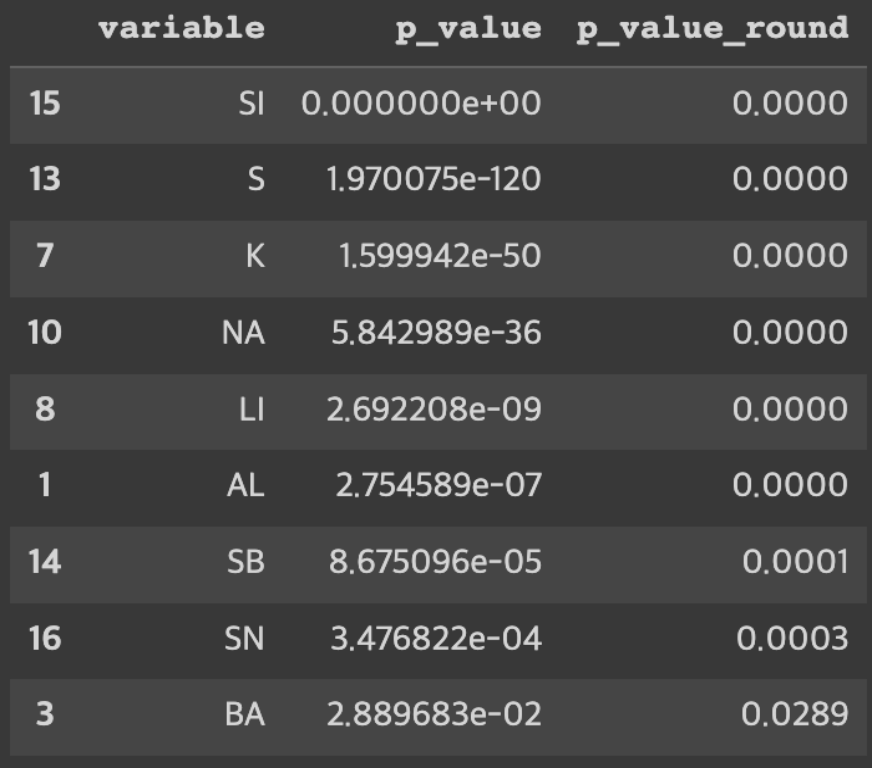 variable p_value p_value_round
15 SI 0.000000e+00 0.0000
13 S 1.970075e-120 0.0000
7 K 1.599942e-50 0.0000
10 NA 5.842989e-36 0.0000
8 LI 2.692208e-09 0.0000
1 AL 2.754589e-07 0.0000
14 SB 8.675096e-05 0.0001
16 SN 3.476822e-04 0.0003
3 BA 2.889683e-02 0.0289